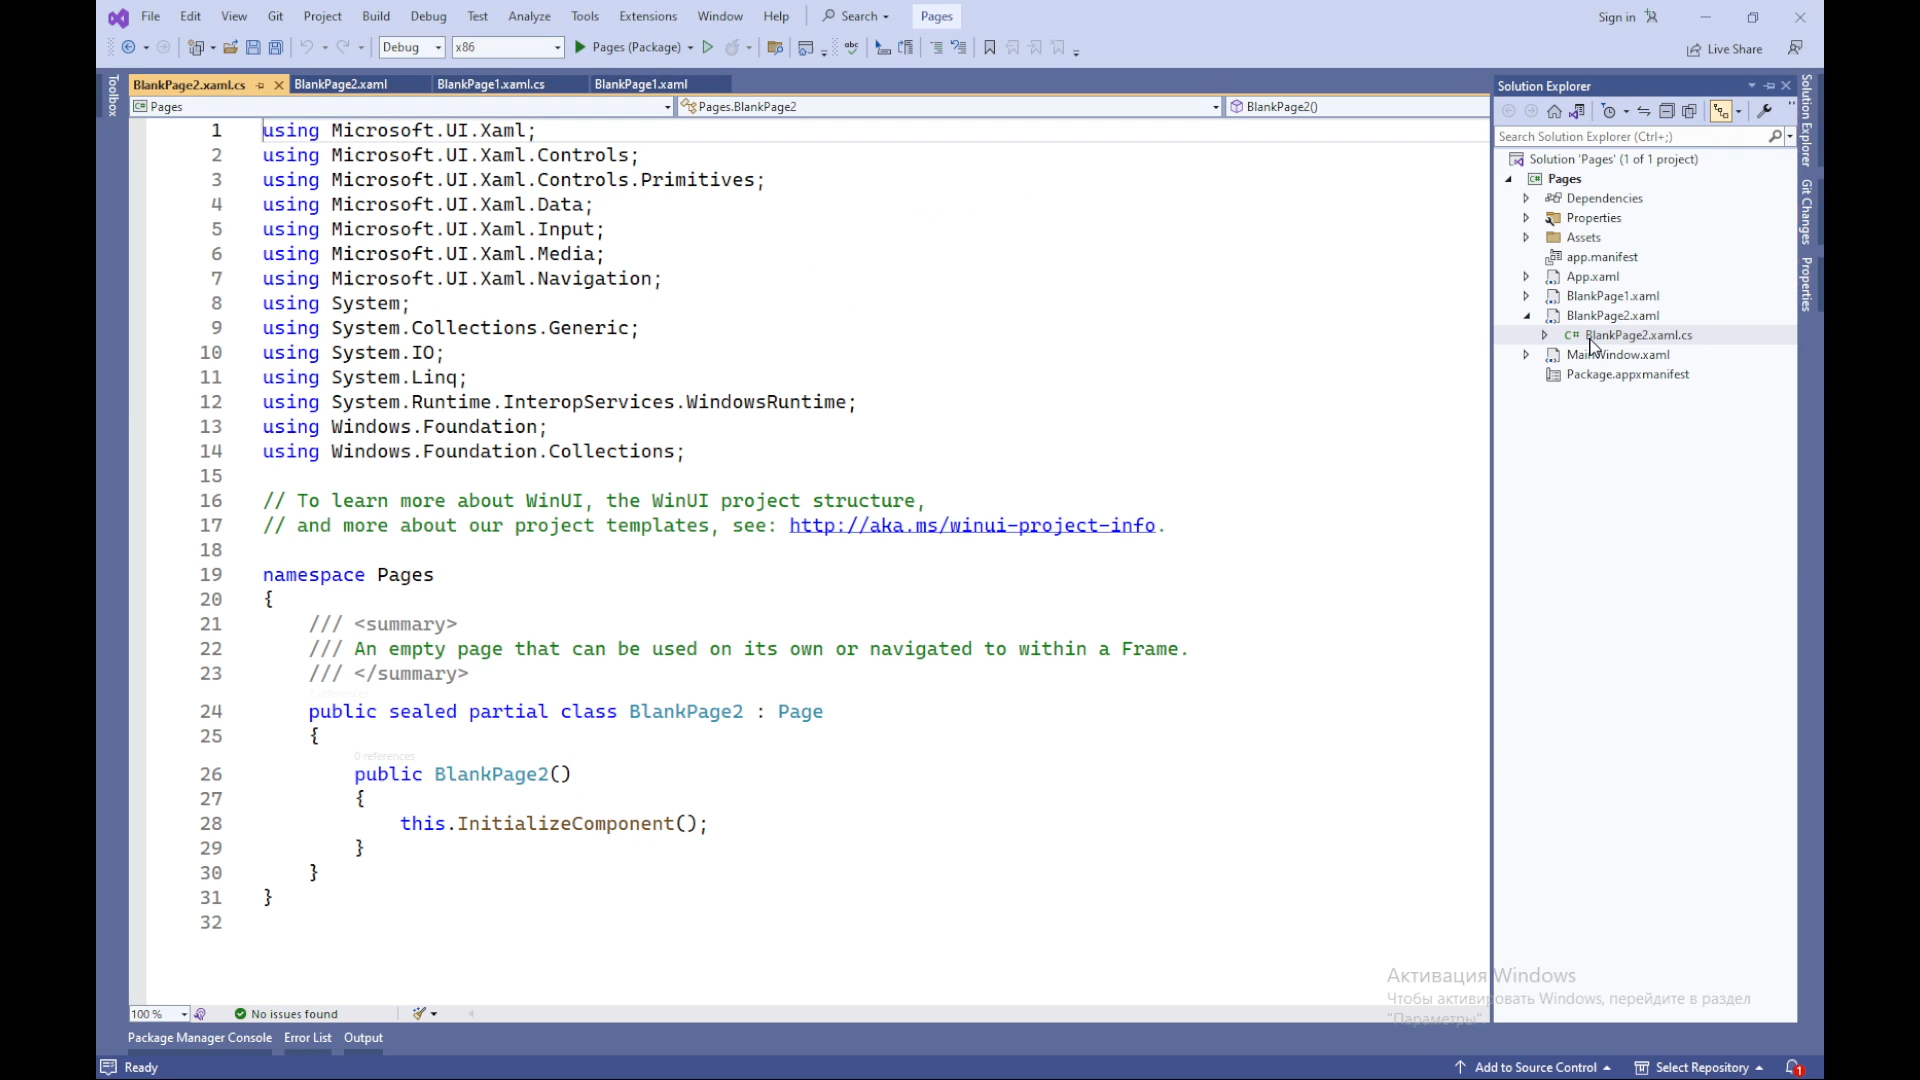 File Edit View Git Project Build Debug Test Analyze Tools Extensions Window Help Search Pages Sign in
Debug x86 Pages (Package) abc Live Share
Toolbox
BlankPage2.xaml.cs BlankPage2.xaml BlankPage1.xaml.cs BlankPage1.xaml
C# Pages Pages.BlankPage2 BlankPage2()
1 using Microsoft.UI.Xaml;
2 using Microsoft.UI.Xaml.Controls;
3 using Microsoft.UI.Xaml.Controls.Primitives;
4 using Microsoft.UI.Xaml.Data;
5 using Microsoft.UI.Xaml.Input;
6 using Microsoft.UI.Xaml.Media;
7 using Microsoft.UI.Xaml.Navigation;
8 using System;
9 using System.Collections.Generic;
10 using System.IO;
11 using System.Linq;
12 using System.Runtime.InteropServices.WindowsRuntime;
13 using Windows.Foundation;
14 using Windows.Foundation.Collections;
15
16 // To learn more about WinUI, the WinUI project structure,
17 // and more about our project templates, see: http://aka.ms/winui-project-info.
18
19 namespace Pages
20 {
21 /// <summary>
22 /// An empty page that can be used on its own or navigated to within a Frame.
23 /// </summary>
24 public sealed partial class BlankPage2 : Page
25 {
0 references
26 public BlankPage2()
27 {
28 this.InitializeComponent();
29 }
30 }
31 }
32
100 % No issues found
Package Manager Console Error List Output
Ready
Solution Explorer
Search Solution Explorer (Ctrl+;)
Solution 'Pages' (1 of 1 project)
C# Pages
Dependencies
Properties
Assets
app.manifest
App.xaml
BlankPage1.xaml
BlankPage2.xaml
C# BlankPage2.xaml.cs
MainWindow.xaml
Package.appxmanifest
Solution Explorer
Git Changes
Properties
Активация Windows
Чтобы активировать Windows, перейдите в раздел
"Параметры".
Add to Source Control Select Repository 1